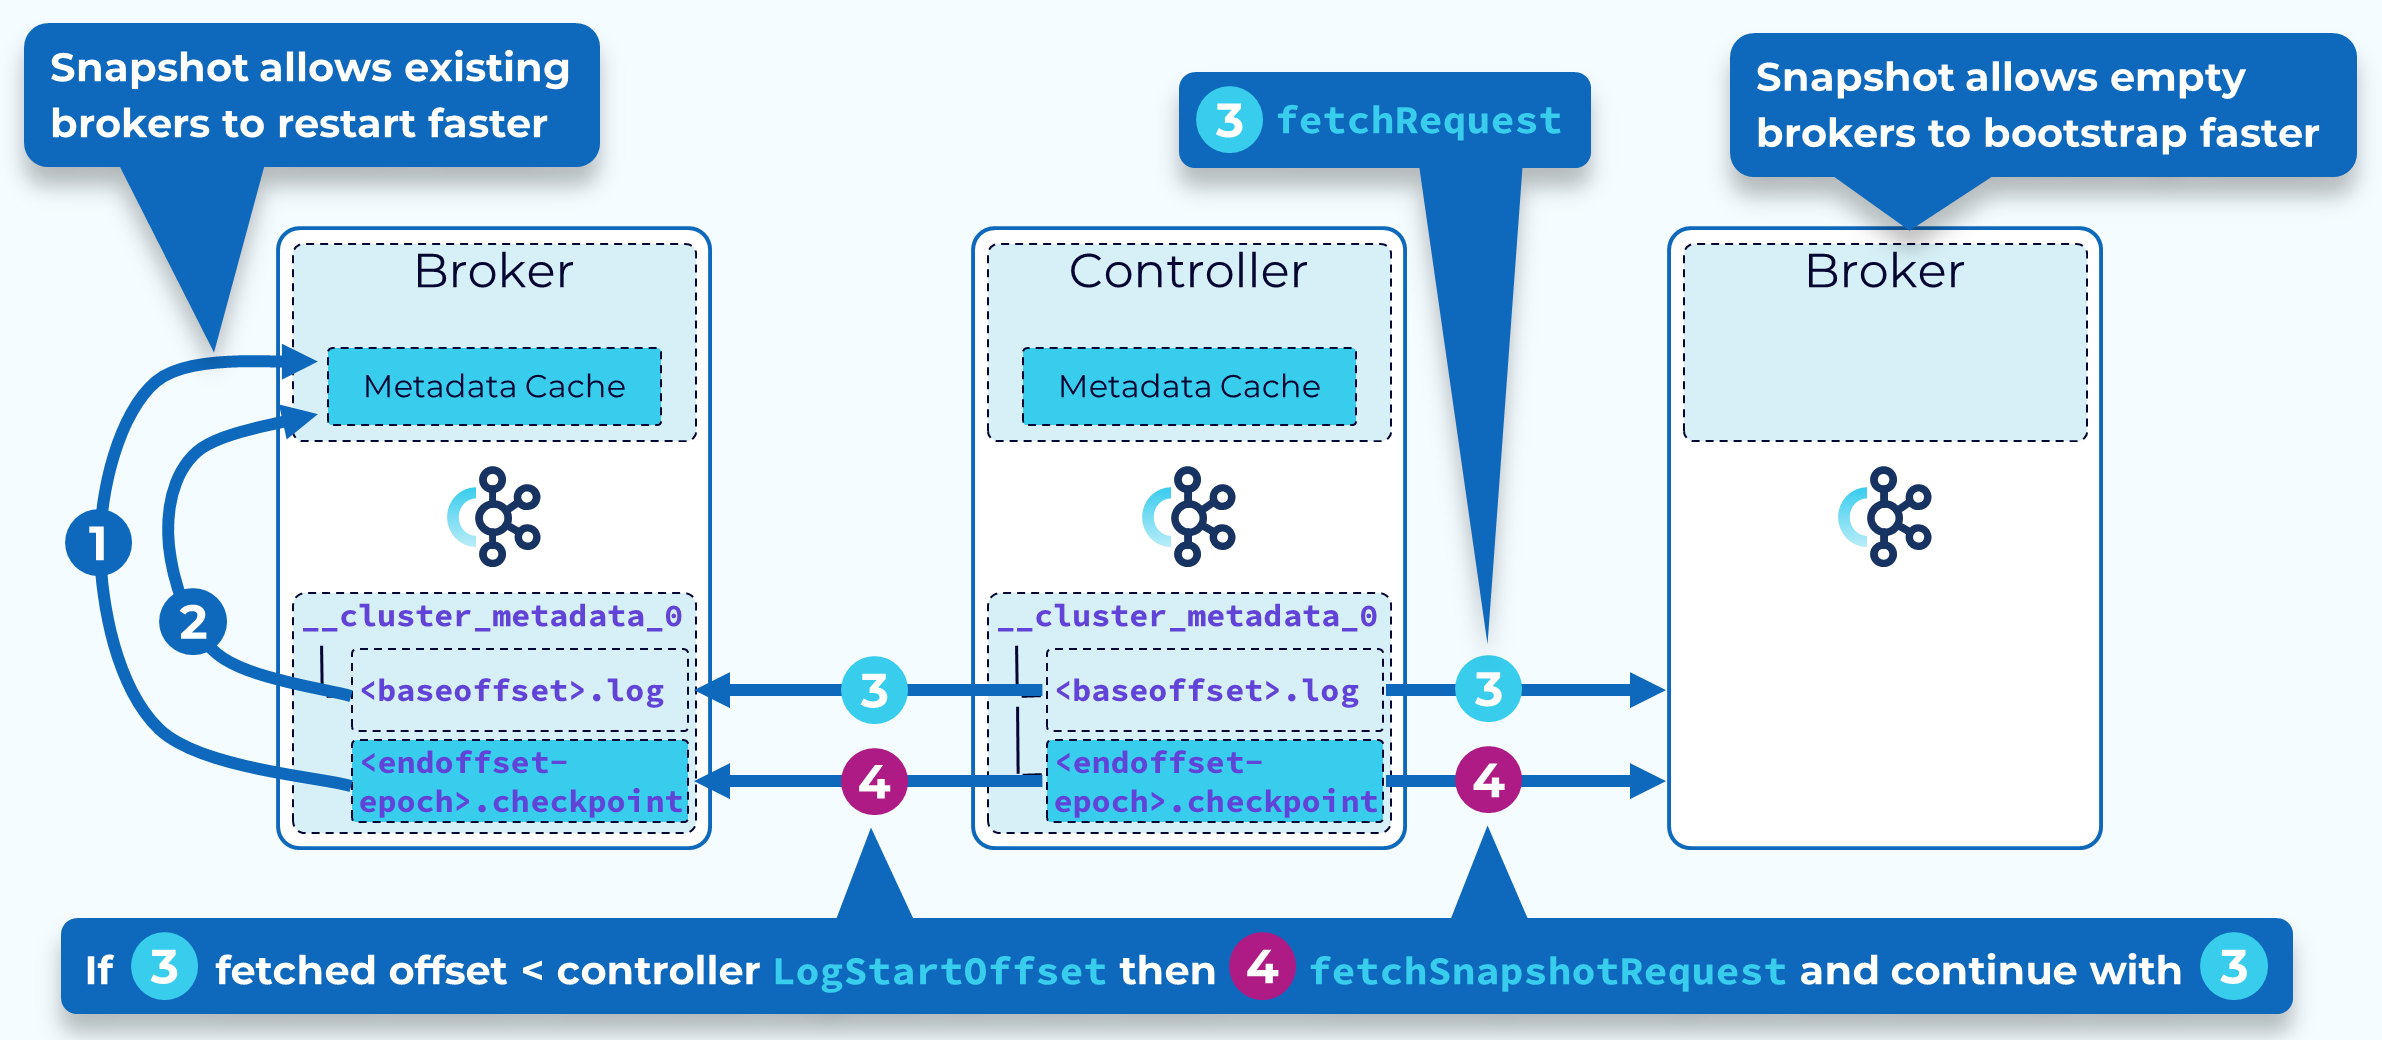 Snapshot allows existing
brokers to restart faster
3 fetchRequest
Snapshot allows empty
brokers to bootstrap faster
Broker
Metadata Cache
1
2
__cluster_metadata_0
<baseoffset>.log
<endoffset-
epoch>.checkpoint
3
4
Controller
Metadata Cache
__cluster_metadata_0
<baseoffset>.log
<endoffset-
epoch>.checkpoint
3
4
Broker
If 3 fetched offset < controller LogStartOffset then 4 fetchSnapshotRequest and continue with 3